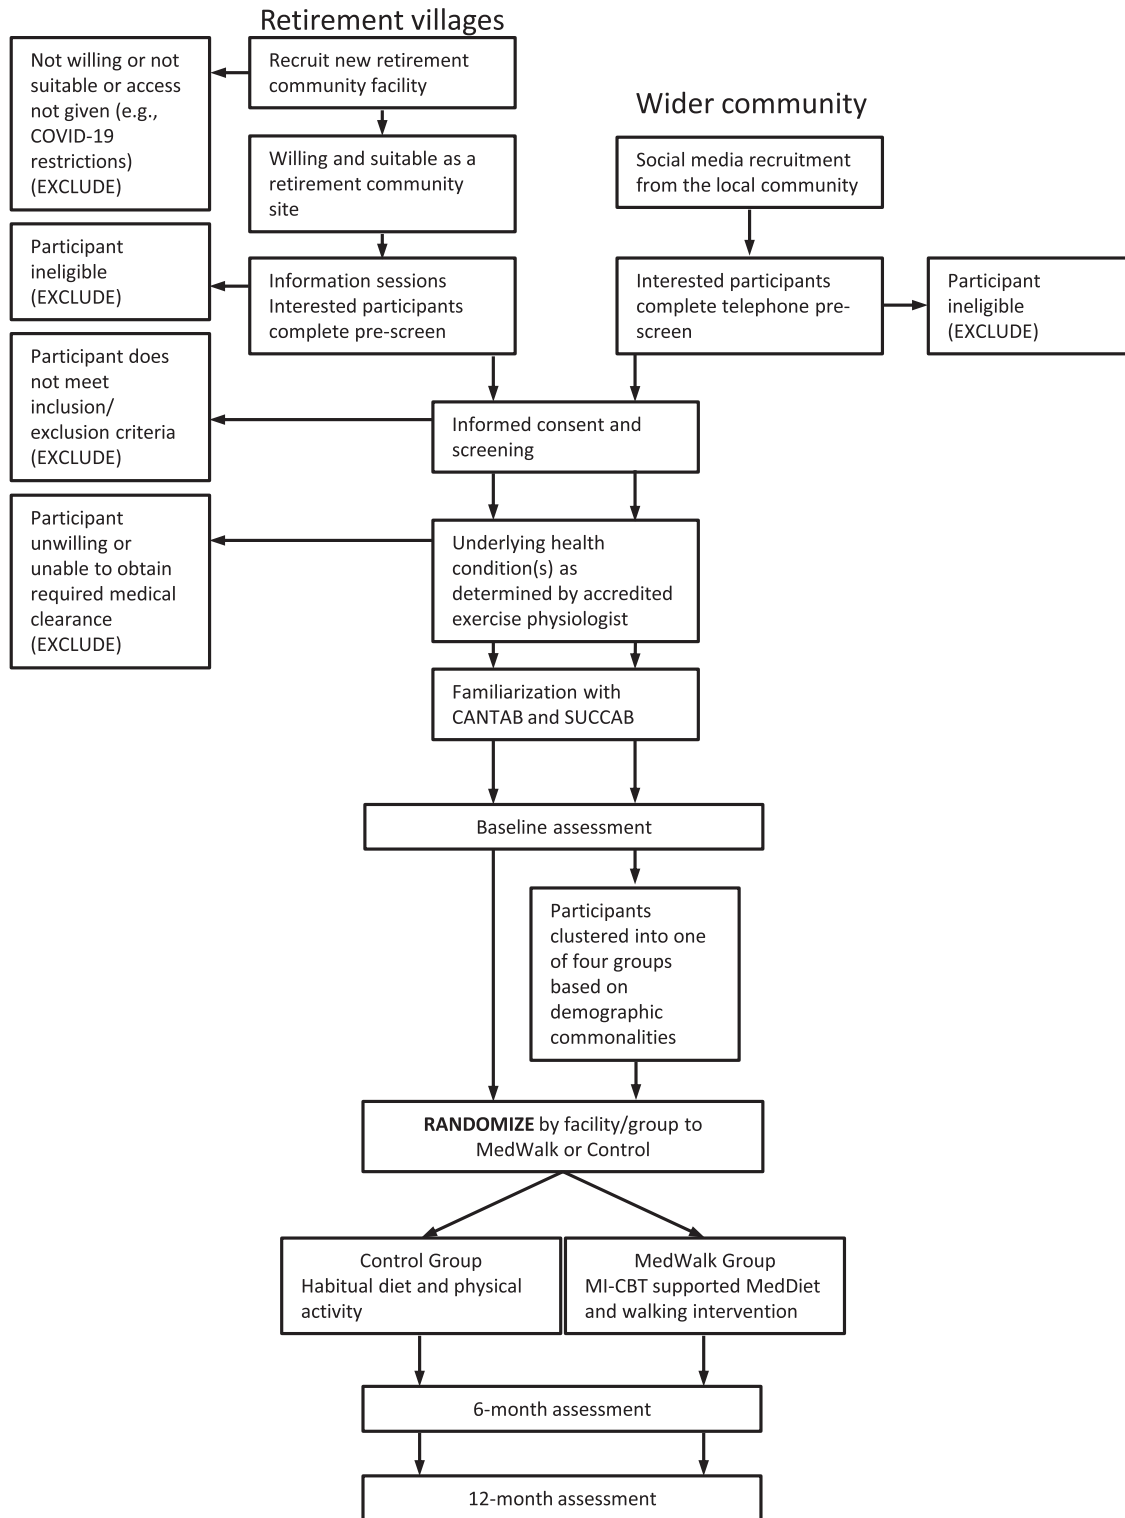 Retirement villages
Not willing or not
suitable or access
not given (e.g.,
COVID-19
restrictions)
(EXCLUDE)
Recruit new retirement
community facility
Wider community
Willing and suitable as a
retirement community
site
Social media recruitment
from the local community
Participant
ineligible
(EXCLUDE)
Information sessions
Interested participants
complete pre-screen
Interested participants
complete telephone pre-
screen
Participant
ineligible
(EXCLUDE)
Participant does
not meet
inclusion/
exclusion criteria
(EXCLUDE)
Informed consent and
screening
Participant
unwilling or
unable to obtain
required medical
clearance
(EXCLUDE)
Underlying health
condition(s) as
determined by accredited
exercise physiologist
Familiarization with
CANTAB and SUCCAB
Baseline assessment
Participants
clustered into one
of four groups
based on
demographic
commonalities
RANDOMIZE by facility/group to
MedWalk or Control
Control Group
Habitual diet and physical
activity
MedWalk Group
MI-CBT supported MedDiet
and walking intervention
6-month assessment
12-month assessment